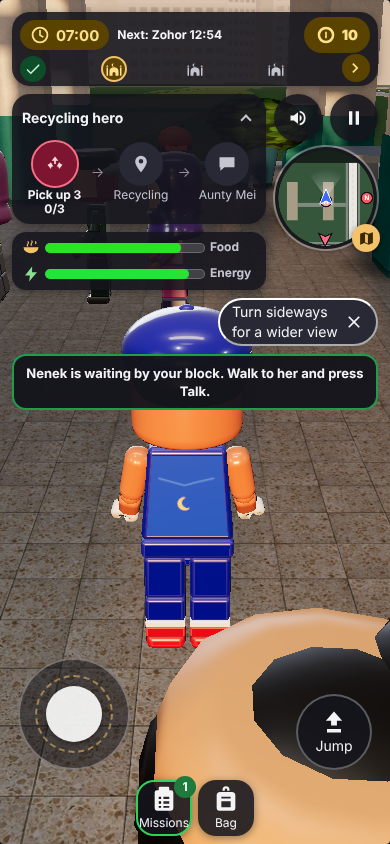 07:00
Next: Zohor 12:54
10
Recycling hero
Pick up 3
0/3
Recycling
Aunty Mei
N
Food
Energy
Turn sideways
for a wider view
Nenek is waiting by your block. Walk to her and press
Talk.
Jump
1
Missions
Bag